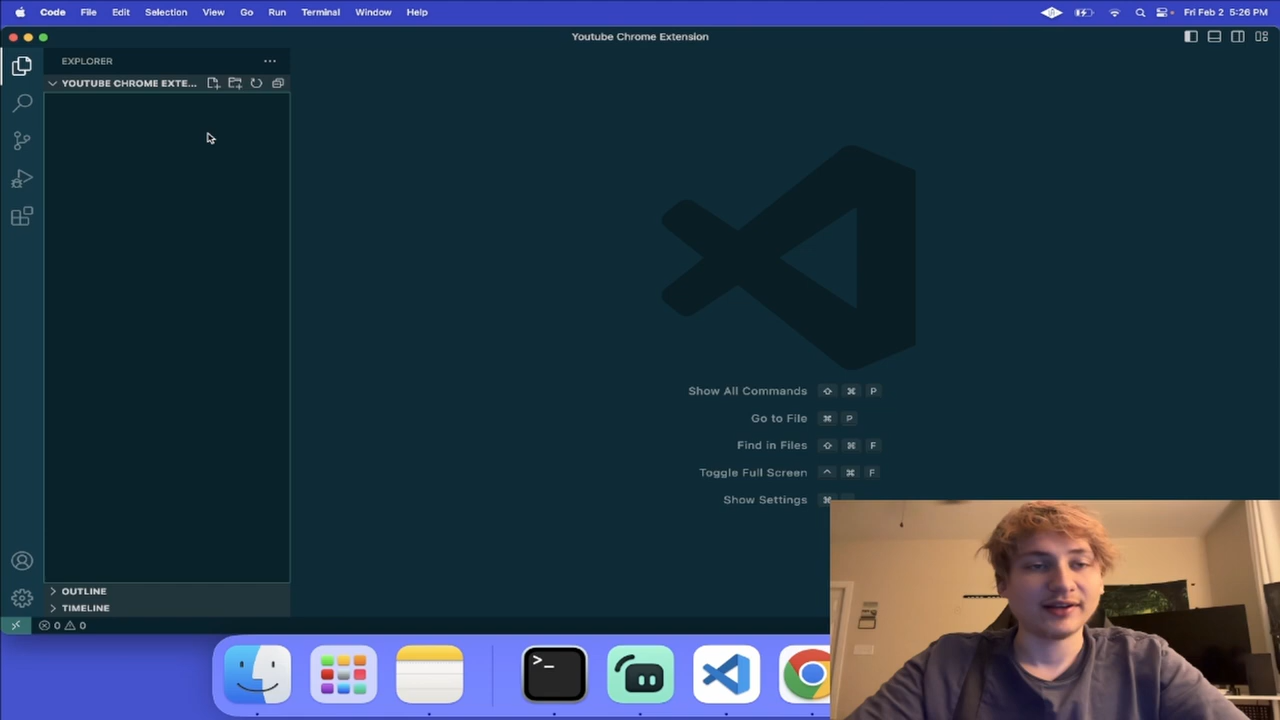 Code File Edit Selection View Go Run Terminal Window Help Fri Feb 2 5:26 PM
Youtube Chrome Extension
EXPLORER
YOUTUBE CHROME EXTE...
Show All Commands ⇧ ⌘ P
Go to File ⌘ P
Find in Files ⇧ ⌘ F
Toggle Full Screen ^ ⌘ F
Show Settings ⌘
OUTLINE
TIMELINE
0 0
>_